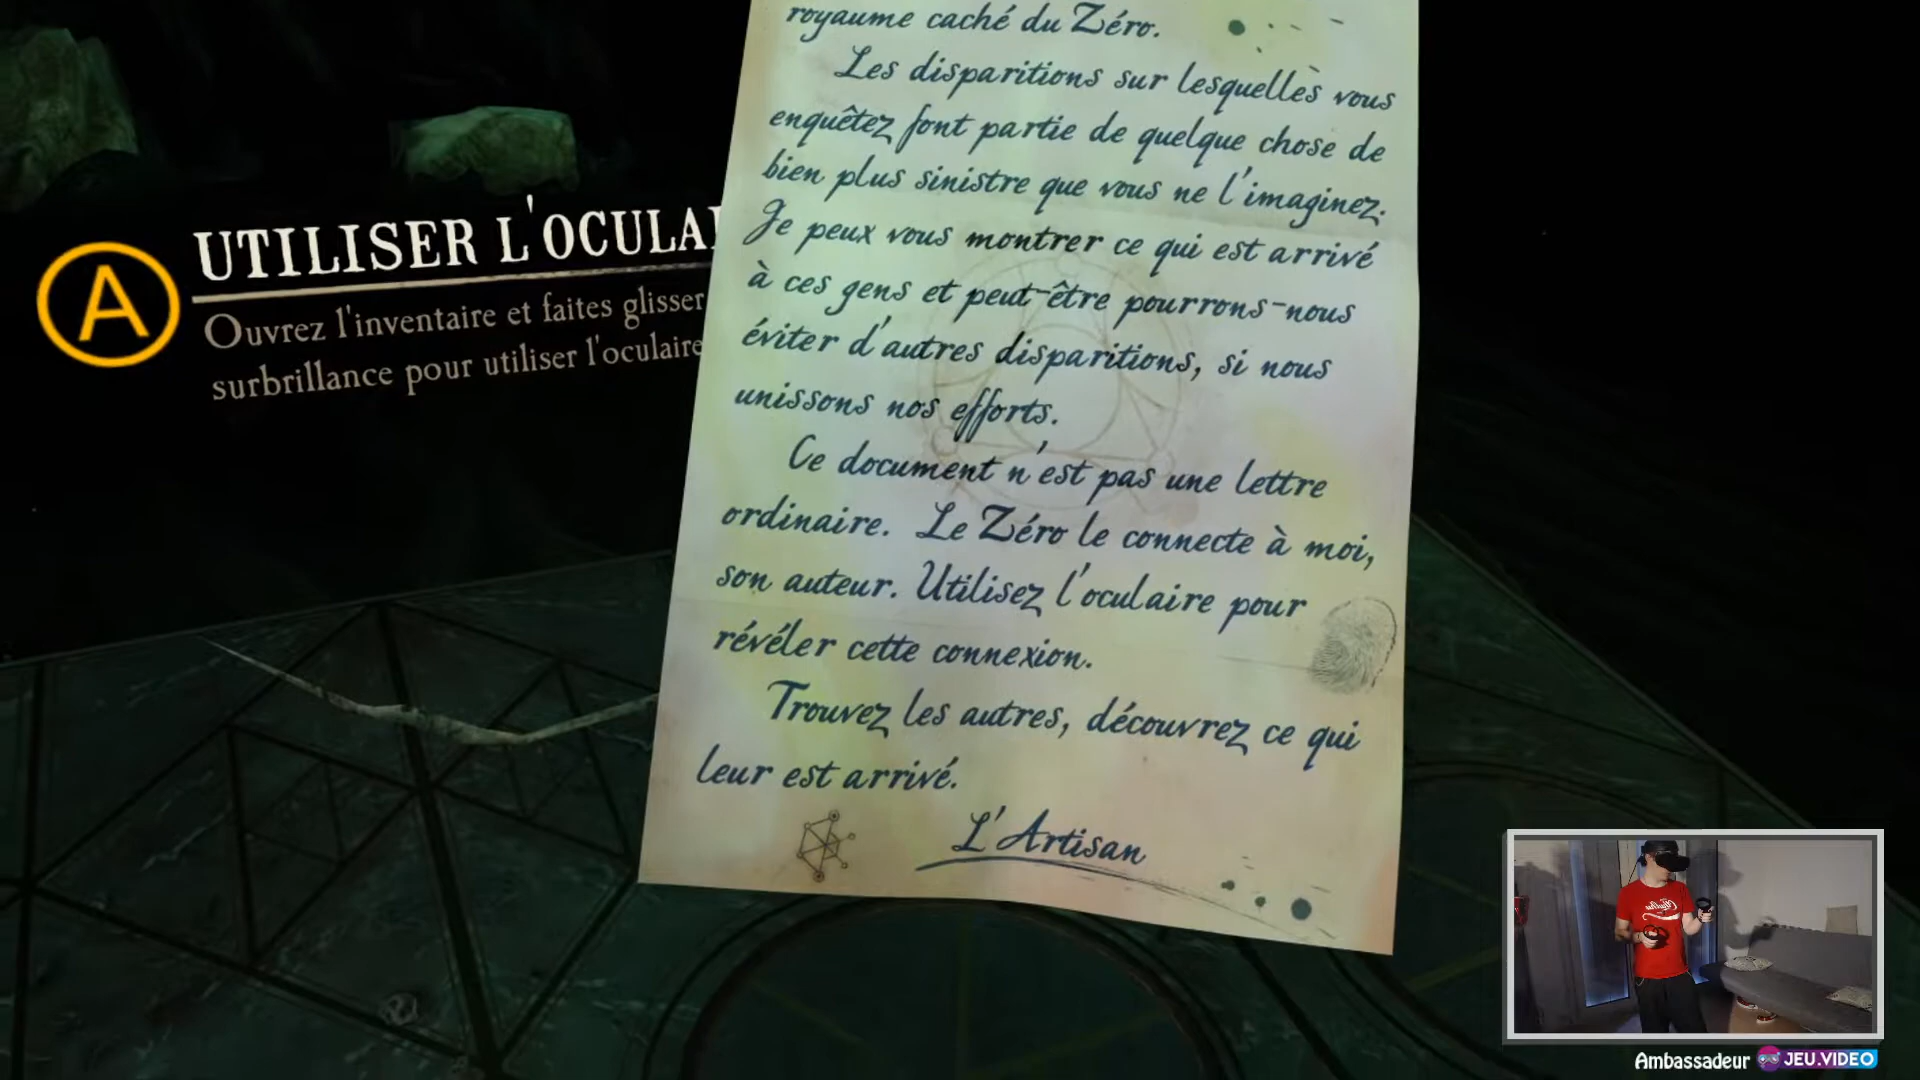 royaume caché du Zéro.
Les disparitions sur lesquelles vous
enquêtez font partie de quelque chose de
bien plus sinistre que vous ne l'imaginez.
Je peux vous montrer ce qui est arrivé
à ces gens et peut-être pourrons-nous
éviter d'autres disparitions, si nous
unissons nos efforts.
Ce document n'est pas une lettre
ordinaire. Le Zéro le connecte à moi,
son auteur. Utilisez l'oculaire pour
révéler cette connexion.
Trouvez les autres, découvrez ce qui
leur est arrivé.
L'Artisan
A
UTILISER L'OCULAI
Ouvrez l'inventaire et faites glisser
surbrillance pour utiliser l'oculaire
Ambassadeur JEU.VIDEO